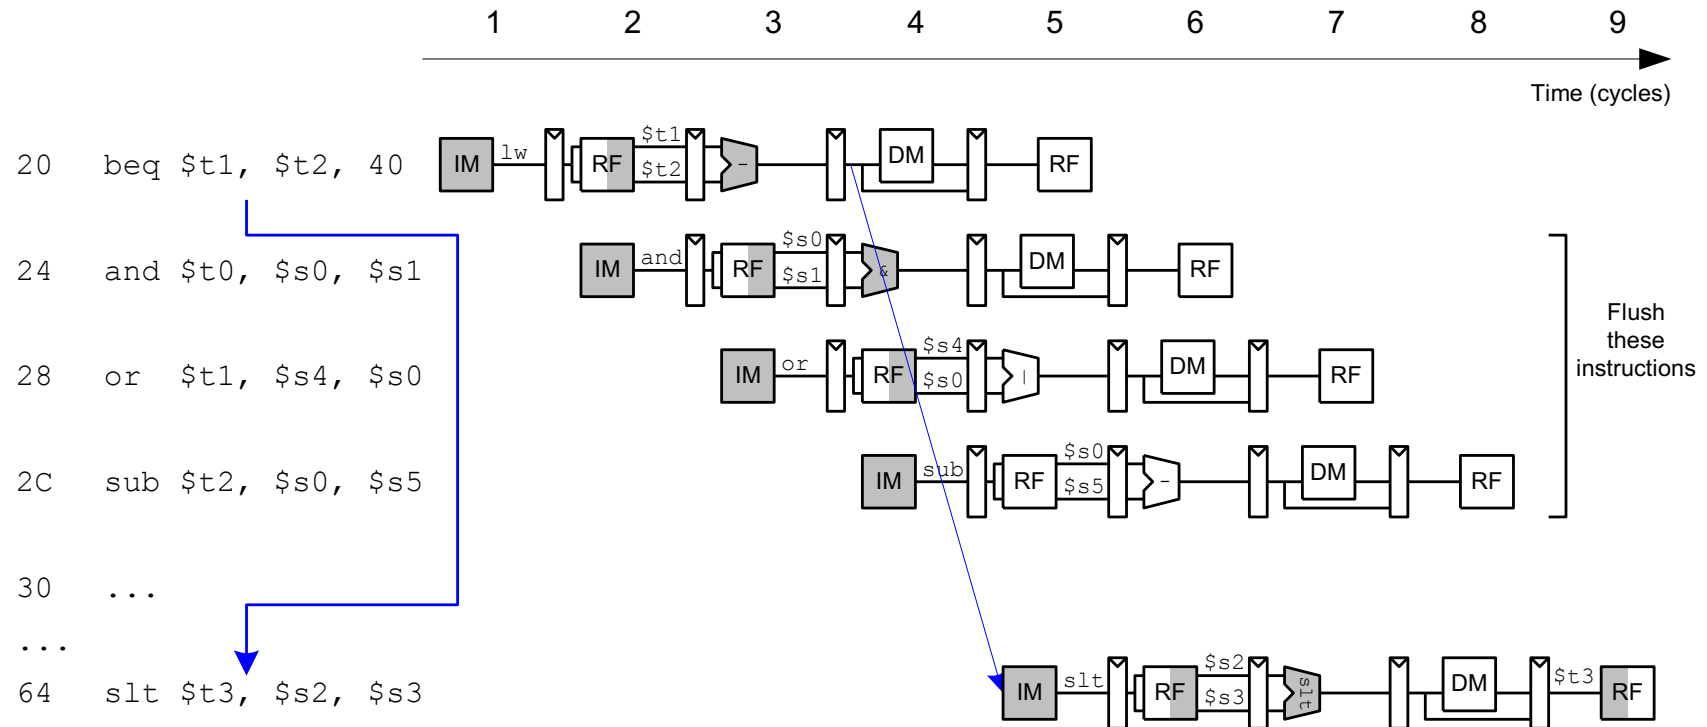 1 2 3 4 5 6 7 8 9
Time (cycles)
20 beq $t1, $t2, 40
IM lw RF $t1 $t2 - DM RF
24 and $t0, $s0, $s1
IM and RF $s0 $s1 & DM RF
28 or $t1, $s4, $s0
IM or RF $s4 $s0 | DM RF
2C sub $t2, $s0, $s5
IM sub RF $s0 $s5 - DM RF
Flush
these
instructions
30 ...
...
64 slt $t3, $s2, $s3
IM slt RF $s2 $s3 slt DM $t3 RF